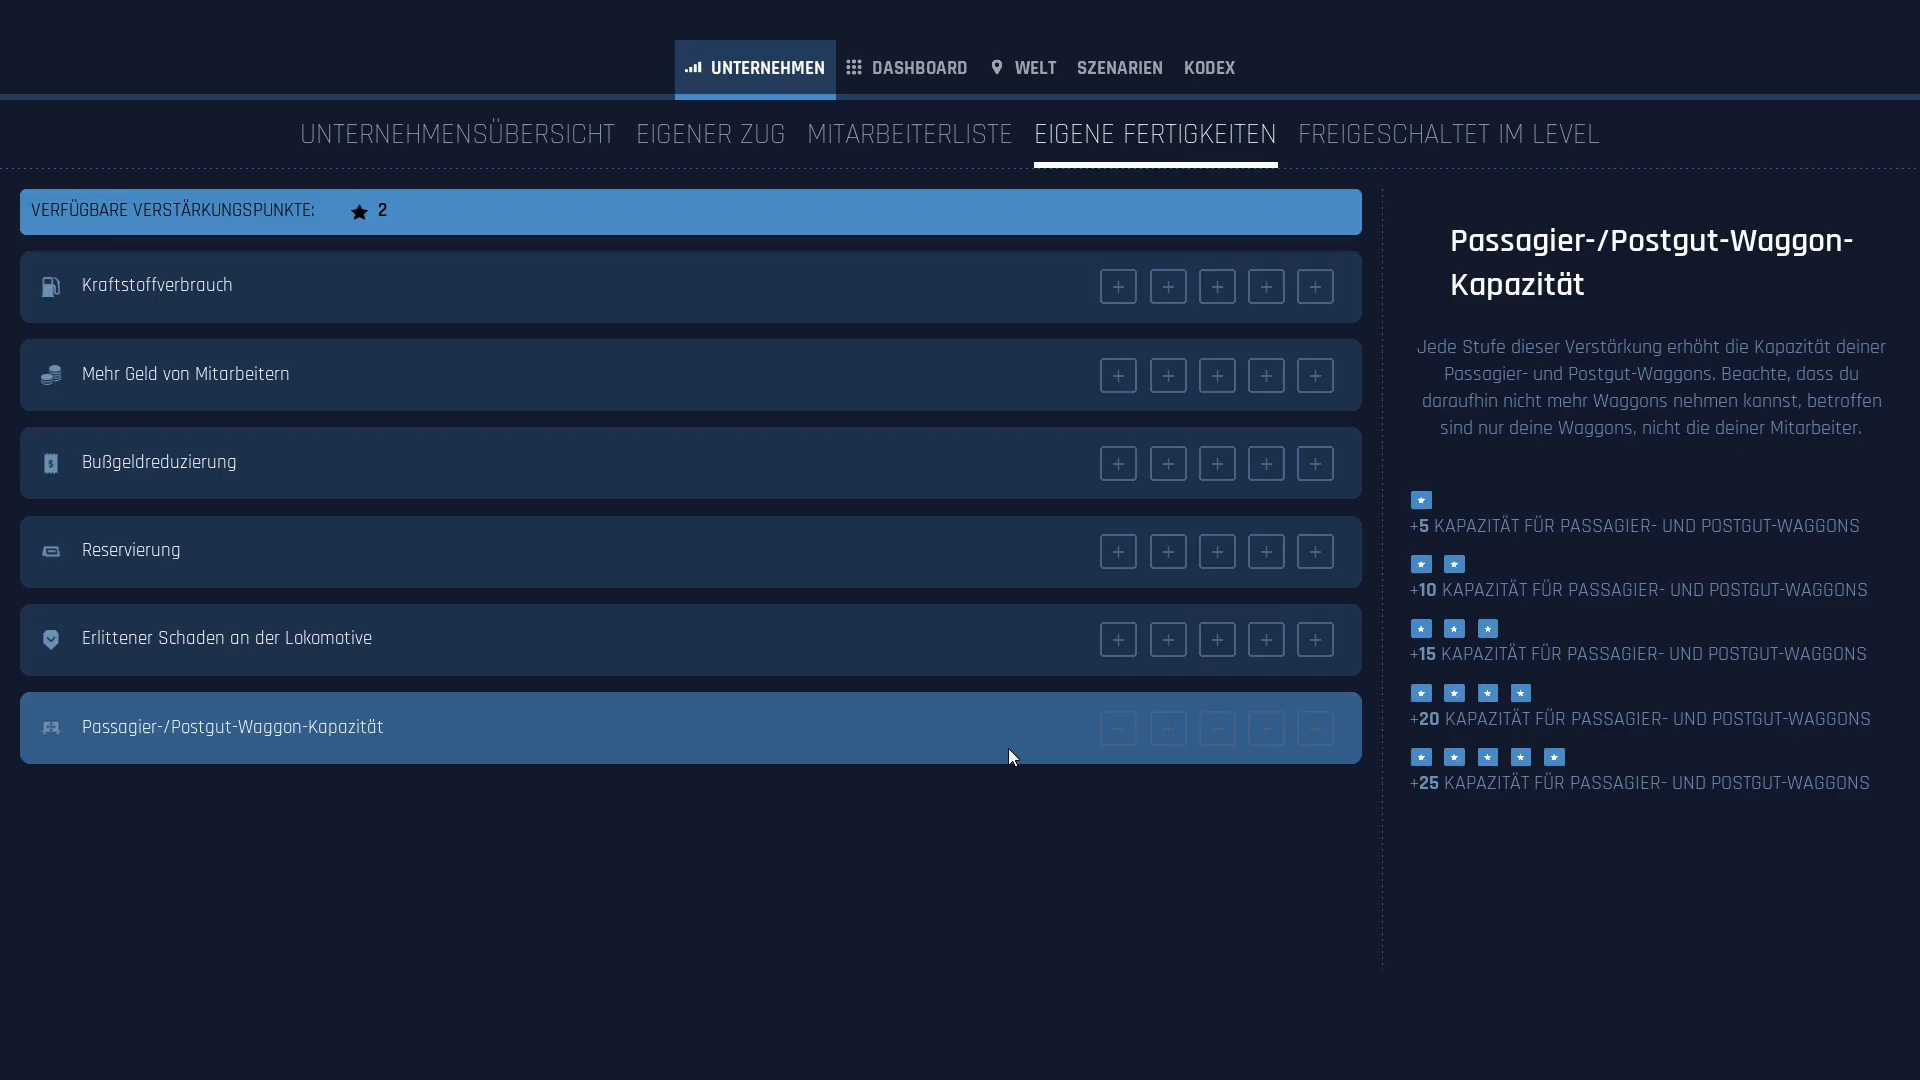 UNTERNEHMEN DASHBOARD WELT SZENARIEN KODEX
UNTERNEHMENSÜBERSICHT EIGENER ZUG MITARBEITERLISTE EIGENE FERTIGKEITEN FREIGESCHALTET IM LEVEL
VERFÜGBARE VERSTÄRKUNGSPUNKTE: 2
Kraftstoffverbrauch
Mehr Geld von Mitarbeitern
Bußgeldreduzierung
Reservierung
Erlittener Schaden an der Lokomotive
Passagier-/Postgut-Waggon-Kapazität
Passagier-/Postgut-Waggon-
Kapazität
Jede Stufe dieser Verstärkung erhöht die Kapazität deiner
Passagier- und Postgut-Waggons. Beachte, dass du
daraufhin nicht mehr Waggons nehmen kannst, betroffen
sind nur deine Waggons, nicht die deiner Mitarbeiter.
+5 KAPAZITÄT FÜR PASSAGIER- UND POSTGUT-WAGGONS
+10 KAPAZITÄT FÜR PASSAGIER- UND POSTGUT-WAGGONS
+15 KAPAZITÄT FÜR PASSAGIER- UND POSTGUT-WAGGONS
+20 KAPAZITÄT FÜR PASSAGIER- UND POSTGUT-WAGGONS
+25 KAPAZITÄT FÜR PASSAGIER- UND POSTGUT-WAGGONS